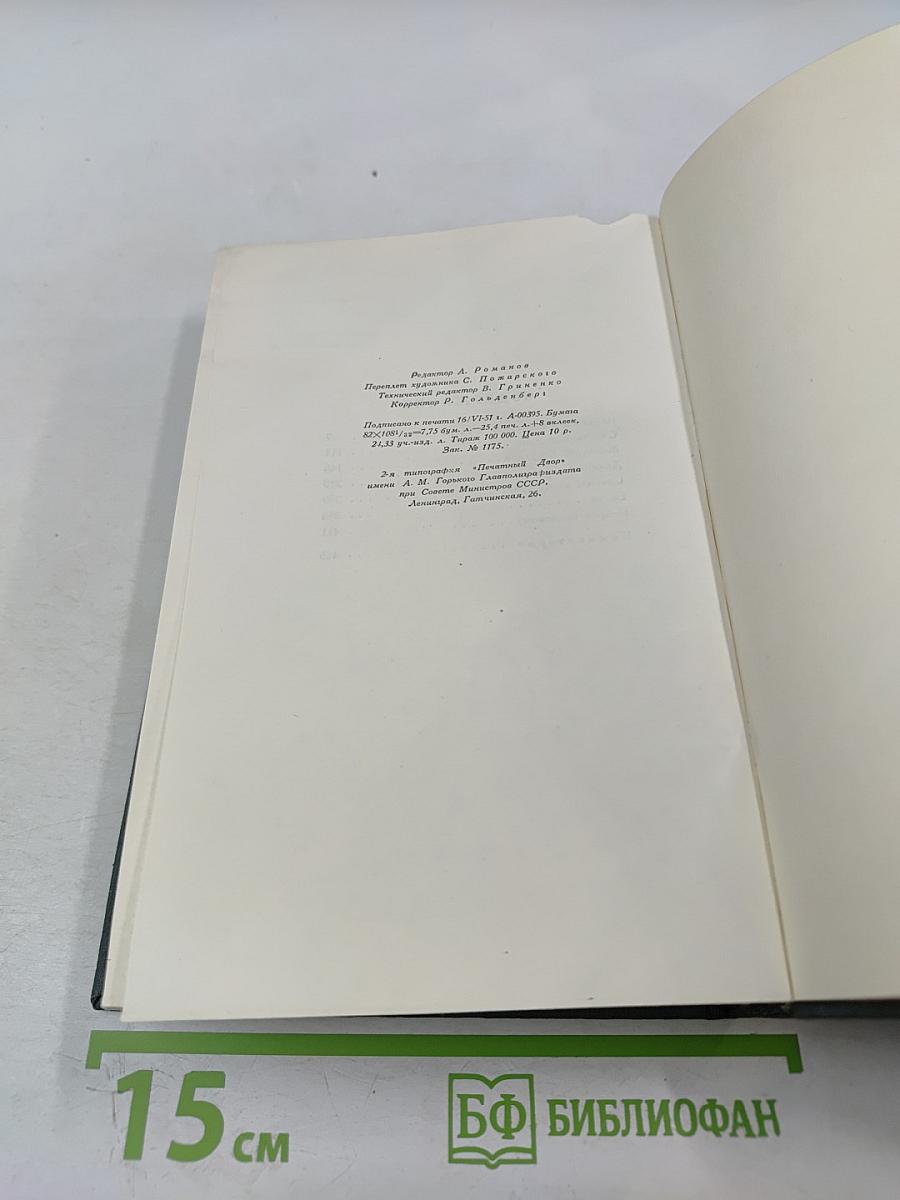 Редактор А. Романов
Переплет художника С. Пожарского
Технический редактор В. Гриненко
Корректор Р. Гольденберг
Подписано к печати 16/VI-51 г. А-00395. Бумага
82×108¹/₃₂=7,75 бум. л.—25,4 печ. л.+8 вклеек,
21,33 уч.-изд. л. Тираж 100 000. Цена 10 р.
Зак. № 1175.
2-я типография «Печатный Двор»
имени А. М. Горького Главполиграфиздата
при Совете Министров СССР.
Ленинград, Гатчинская, 26.
15 см
БФ БИБЛИОФАН